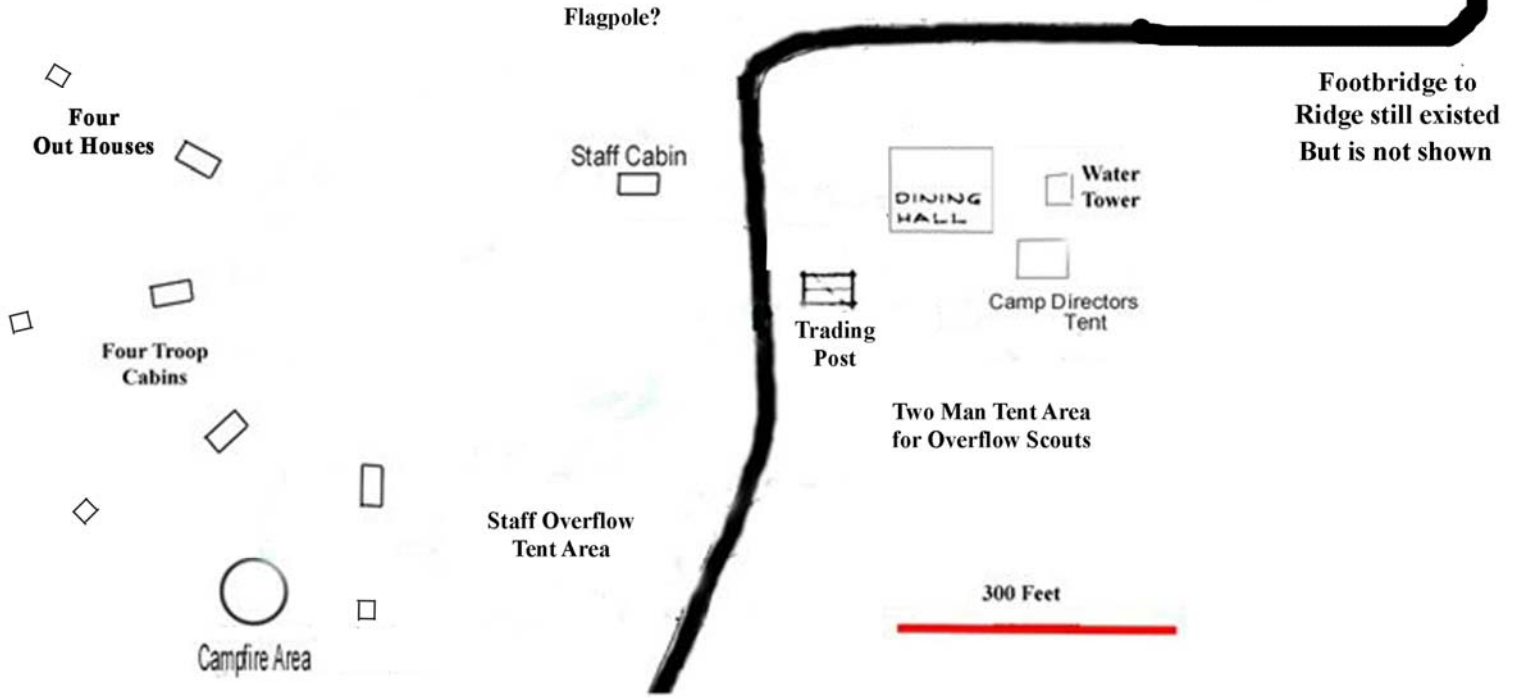 Flagpole?
Footbridge to
Ridge still existed
But is not shown
Four
Out Houses
Staff Cabin
DINING
HALL
Water
Tower
Camp Directors
Tent
Trading
Post
Four Troop
Cabins
Two Man Tent Area
for Overflow Scouts
Staff Overflow
Tent Area
300 Feet
Campfire Area